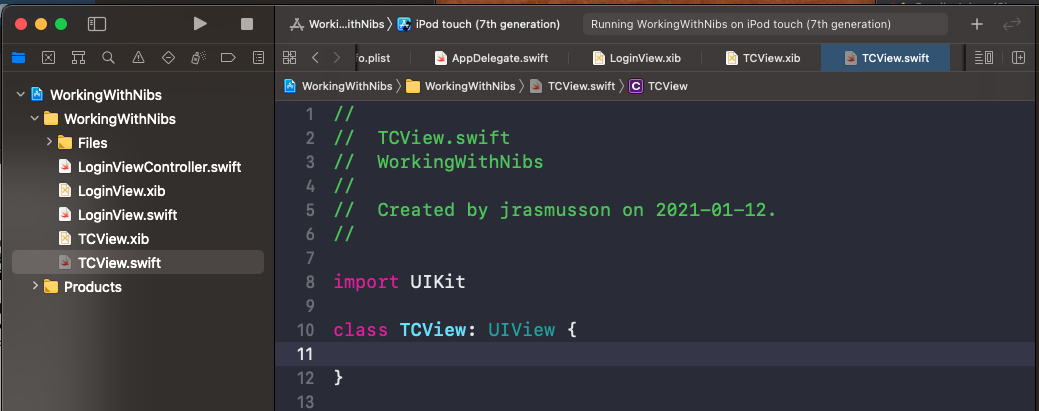 Worki...ithNibs 〉 iPod touch (7th generation)
Running WorkingWithNibs on iPod touch (7th generation)
o.plist
AppDelegate.swift
LoginView.xib
TCView.xib
TCView.swift
WorkingWithNibs 〉 WorkingWithNibs 〉 TCView.swift 〉 C TCView
WorkingWithNibs
WorkingWithNibs
Files
LoginViewController.swift
LoginView.xib
LoginView.swift
TCView.xib
TCView.swift
Products
1 //
2 //  TCView.swift
3 //  WorkingWithNibs
4 //
5 //  Created by jrasmusson on 2021-01-12.
6 //
7
8 import UIKit
9
10 class TCView: UIView {
11
12 }
13